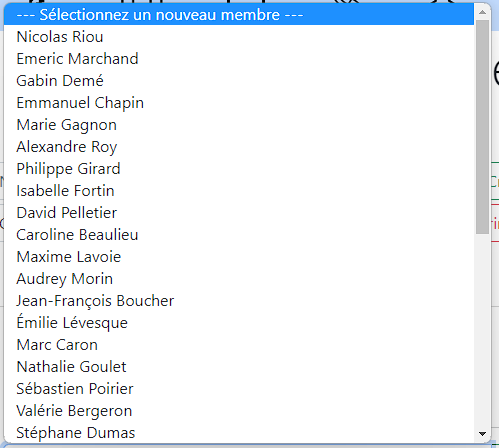 --- Sélectionnez un nouveau membre ---
Nicolas Riou
Emeric Marchand
Gabin Demé
Emmanuel Chapin
Marie Gagnon
Alexandre Roy
Philippe Girard
Isabelle Fortin
David Pelletier
Caroline Beaulieu
Maxime Lavoie
Audrey Morin
Jean-François Boucher
Émilie Lévesque
Marc Caron
Nathalie Goulet
Sébastien Poirier
Valérie Bergeron
Stéphane Dumas